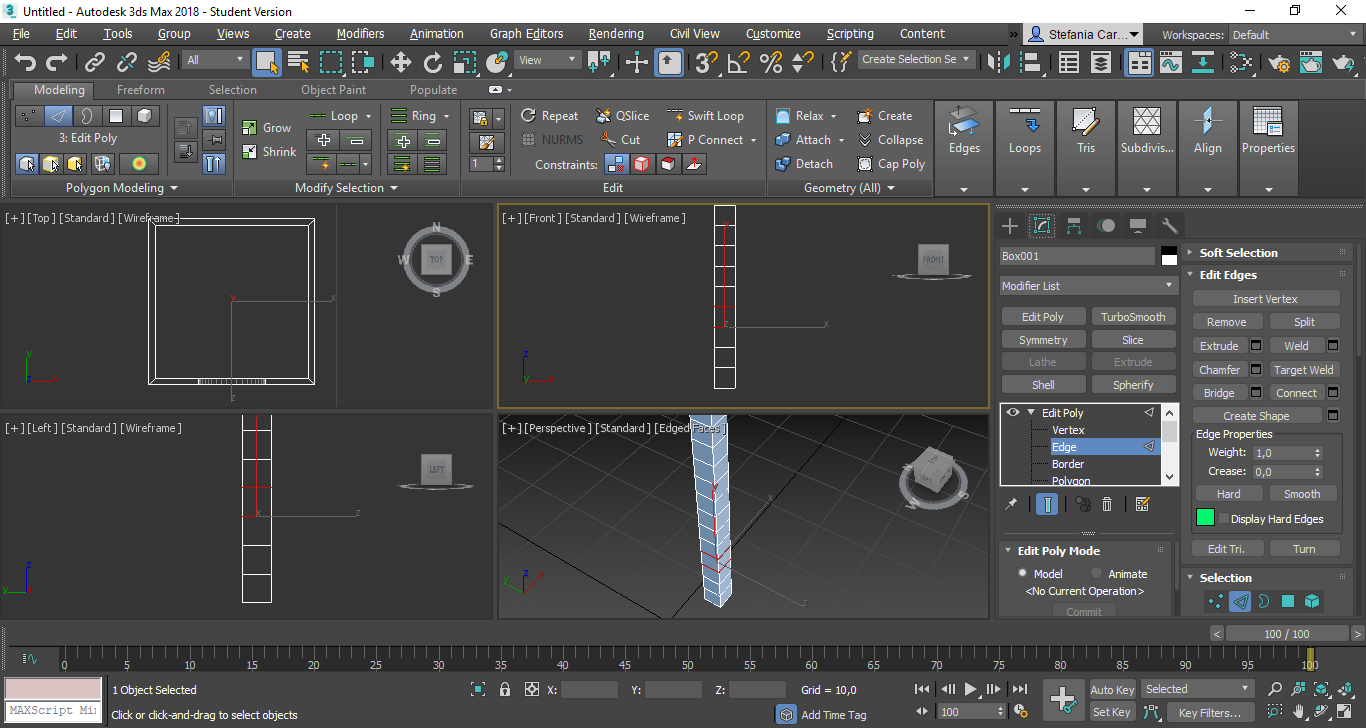 3 Untitled - Autodesk 3ds Max 2018 - Student Version
File Edit Tools Group Views Create Modifiers Animation Graph Editors Rendering Civil View Customize Scripting Content » Stefania Car... Workspaces: Default
All View Create Selection Se
Modeling Freeform Selection Object Paint Populate
3: Edit Poly
Polygon Modeling
Grow
Shrink
Loop Ring
Modify Selection
1
Repeat QSlice Swift Loop
NURMS Cut P Connect
Constraints:
Edit
Relax Create
Attach Collapse
Detach Cap Poly
Geometry (All)
Edges Loops Tris Subdivis... Align Properties
[+][Top][Standard][Wireframe]
N
W TOP E
S
y x z
y z x
[+][Front][Standard][Wireframe]
FRONT
z x
z y x
[+][Left][Standard][Wireframe]
LEFT
x z
z y
[+][Perspective][Standard][Edged Faces]
TOP
x z
z y x
Box001
Modifier List
Edit Poly TurboSmooth
Symmetry Slice
Lathe Extrude
Shell Spherify
Edit Poly
Vertex
Edge
Border
Polygon
Edit Poly Mode
Model Animate
<No Current Operation>
Commit
Soft Selection
Edit Edges
Insert Vertex
Remove Split
Extrude Weld
Chamfer Target Weld
Bridge Connect
Create Shape
Edge Properties
Weight: 1,0
Crease: 0,0
Hard Smooth
Display Hard Edges
Edit Tri. Turn
Selection
< 100 / 100 >
0 5 10 15 20 25 30 35 40 45 50 55 60 65 70 75 80 85 90 95 100
MAXScript Mi
1 Object Selected
Click or click-and-drag to select objects
X: Y: Z: Grid = 10,0
Add Time Tag
100
Auto Key Selected
Set Key Key Filters...